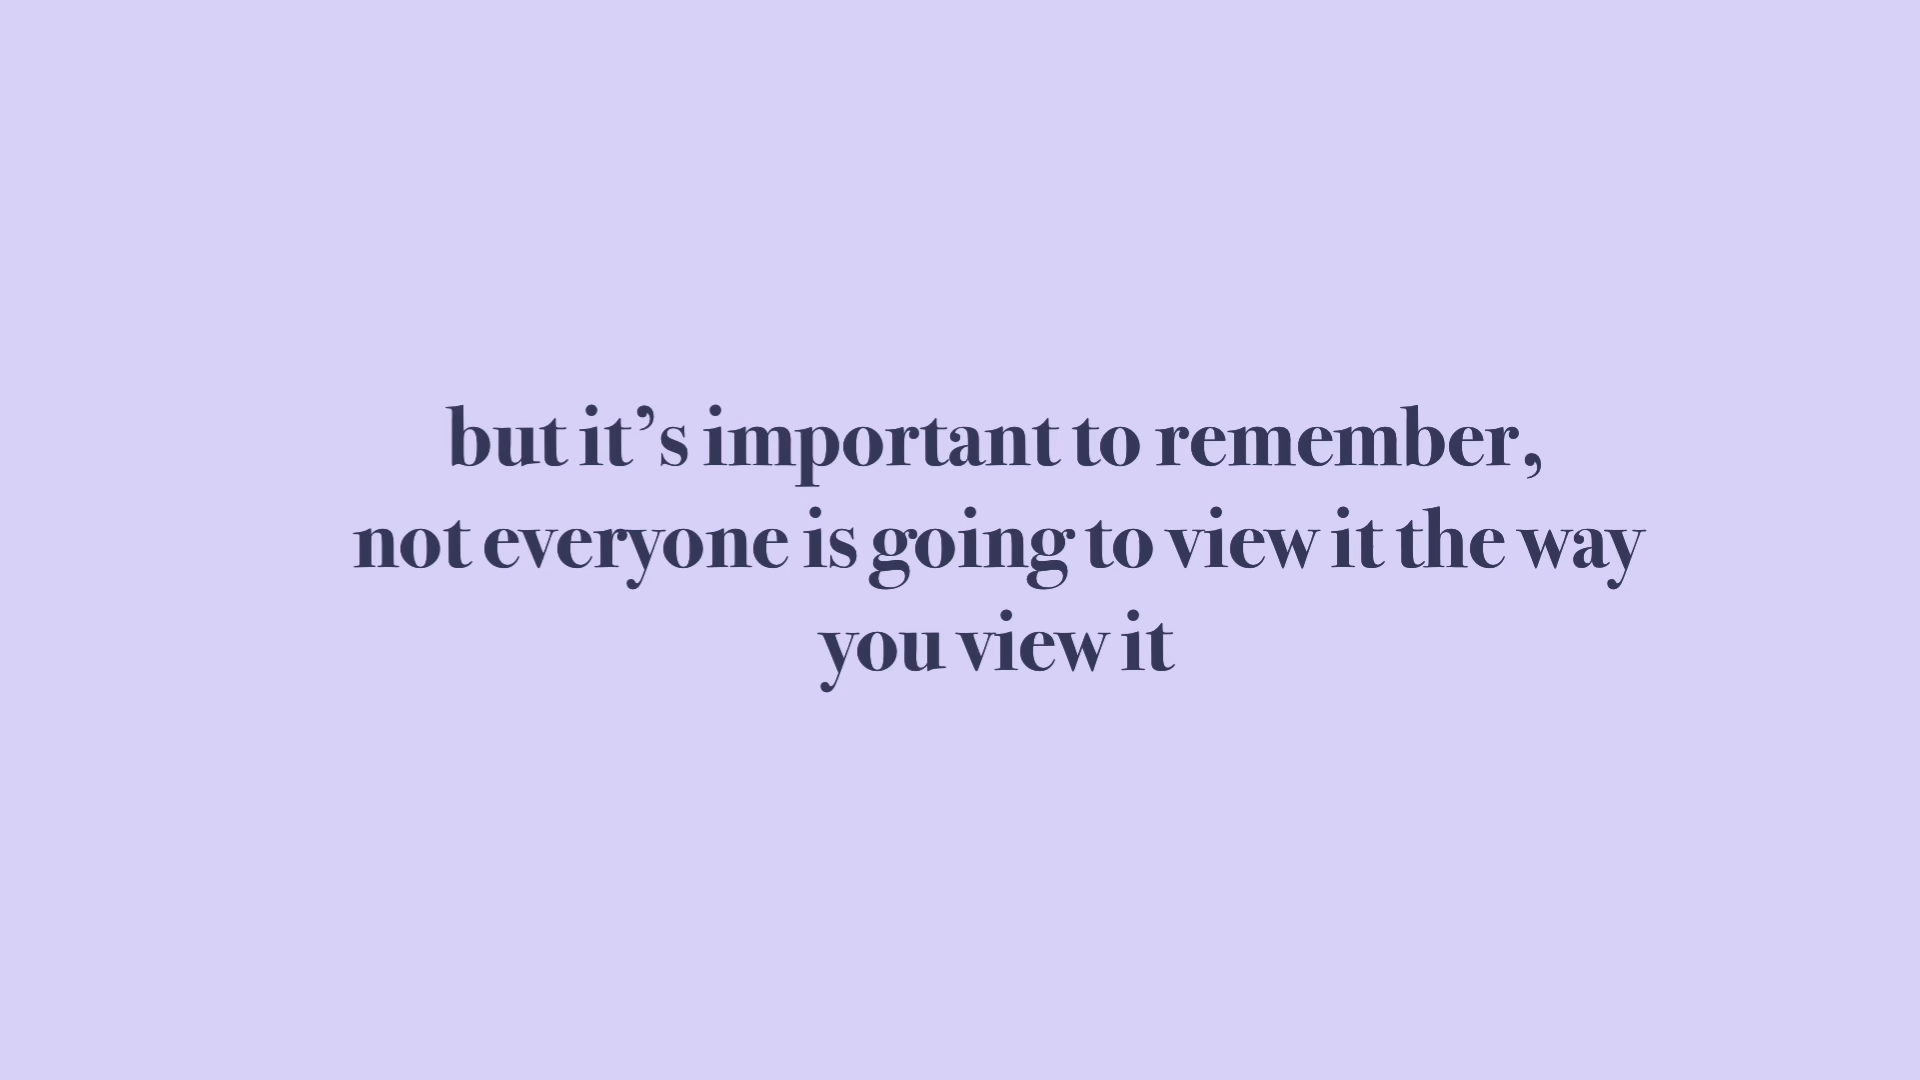 but it’s important to remember,
not everyone is going to view it the way
you view it